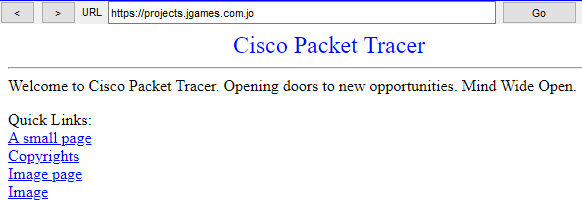 < > URL https://projects.jgames.com.jo Go
Cisco Packet Tracer
Welcome to Cisco Packet Tracer. Opening doors to new opportunities. Mind Wide Open.
Quick Links:
A small page
Copyrights
Image page
Image